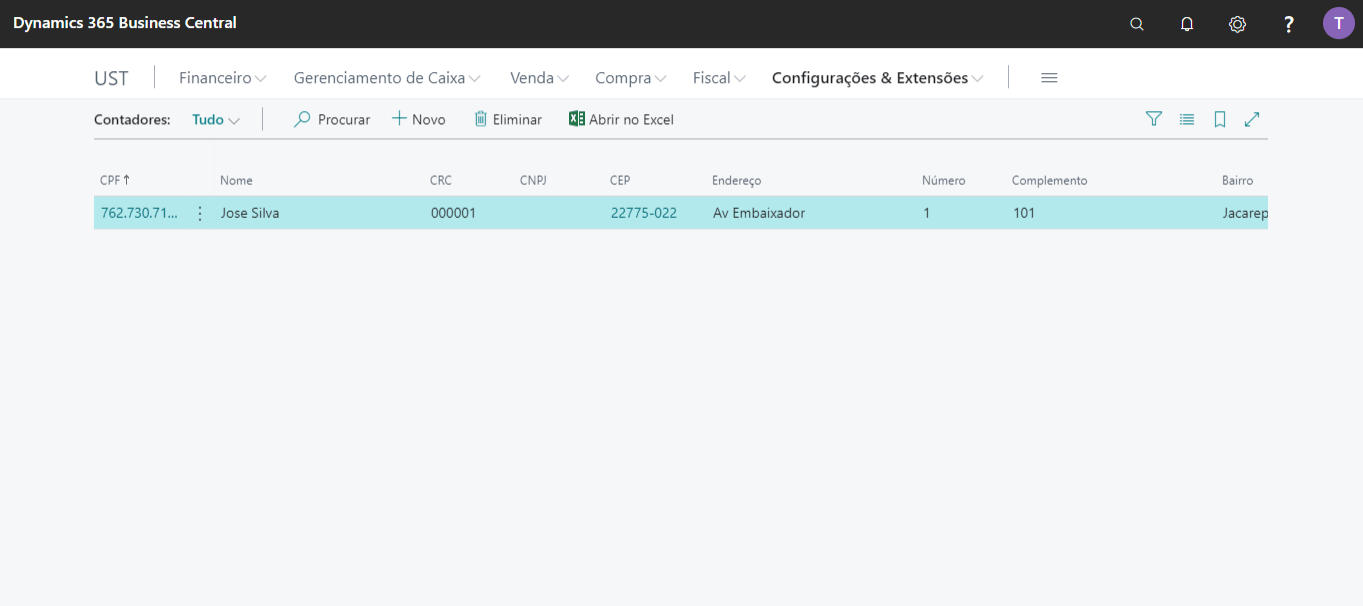 Dynamics 365 Business Central
T
UST Financeiro Gerenciamento de Caixa Venda Compra Fiscal Configurações & Extensões
Contadores: Tudo Procurar Novo Eliminar Abrir no Excel
CPF↑ Nome CRC CNPJ CEP Endereço Número Complemento Bairro
762.730.71... Jose Silva 000001 22775-022 Av Embaixador 1 101 Jacarep